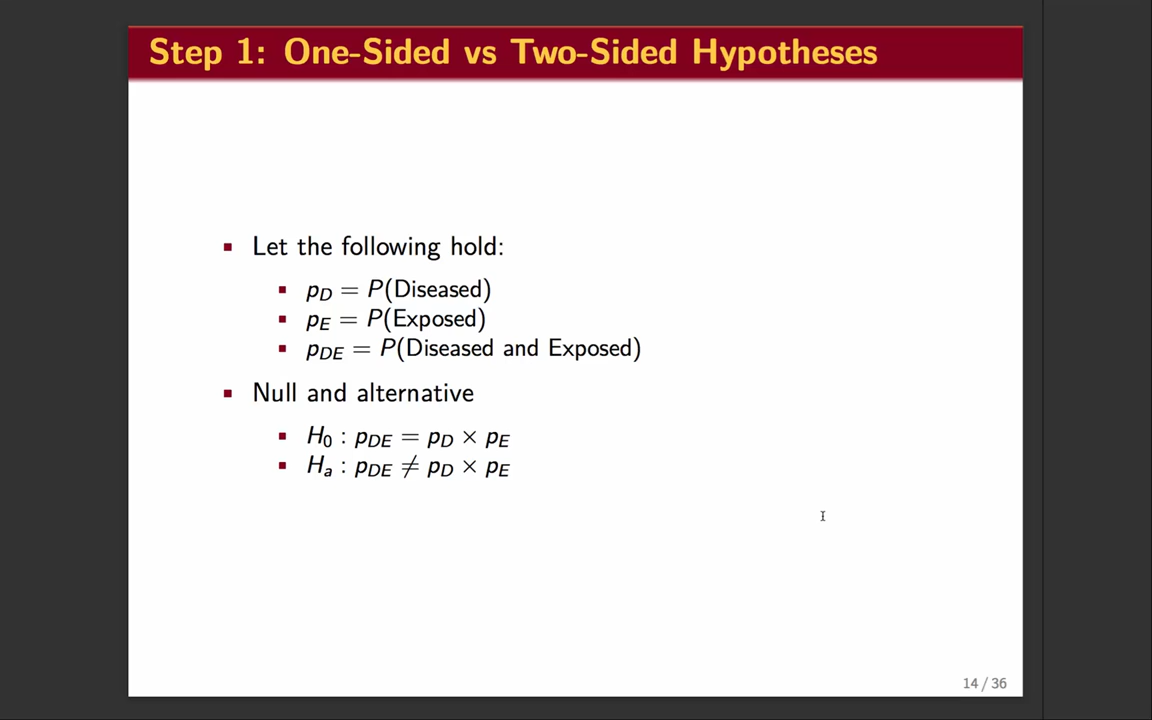 Step 1: One-Sided vs Two-Sided Hypotheses
▪ Let the following hold:
▪ p_D = P(Diseased)
▪ p_E = P(Exposed)
▪ p_DE = P(Diseased and Exposed)
▪ Null and alternative
▪ H_0 : p_DE = p_D × p_E
▪ H_a : p_DE ≠ p_D × p_E
14 / 36